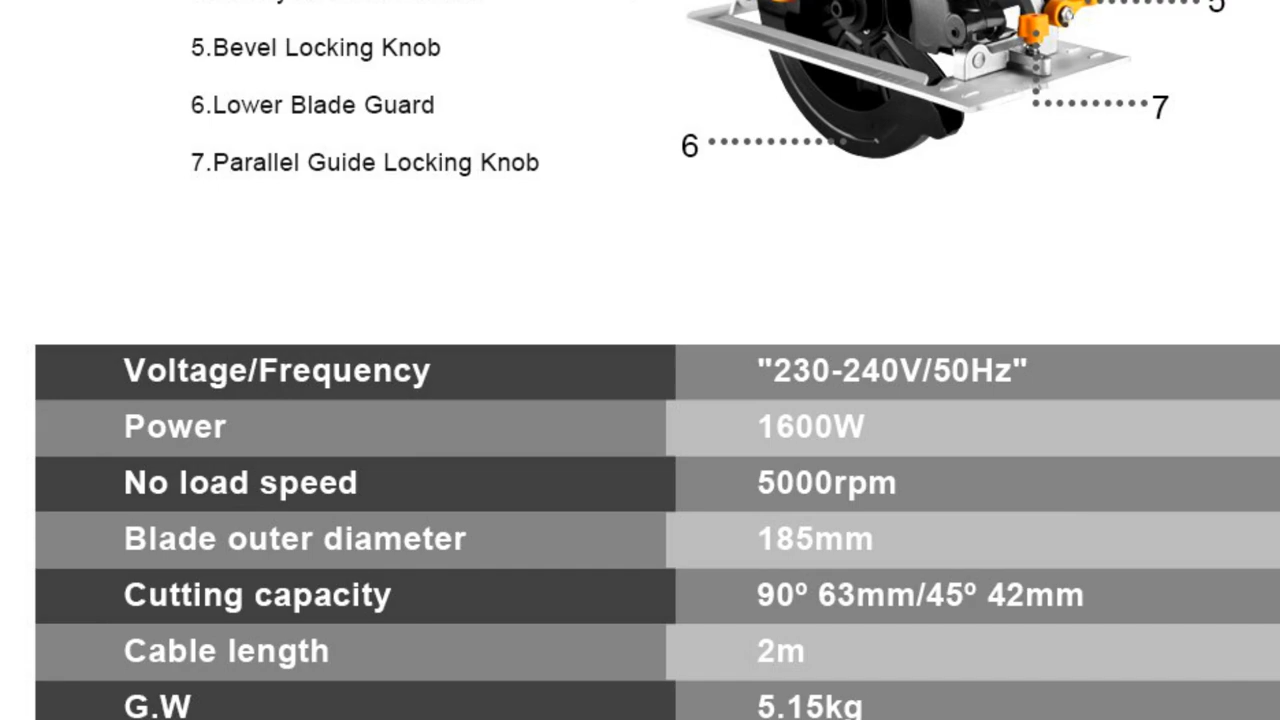 5.Bevel Locking Knob
6.Lower Blade Guard
7.Parallel Guide Locking Knob
5
7
6
Voltage/Frequency "230-240V/50Hz"
Power 1600W
No load speed 5000rpm
Blade outer diameter 185mm
Cutting capacity 90º 63mm/45º 42mm
Cable length 2m
G.W 5.15kg